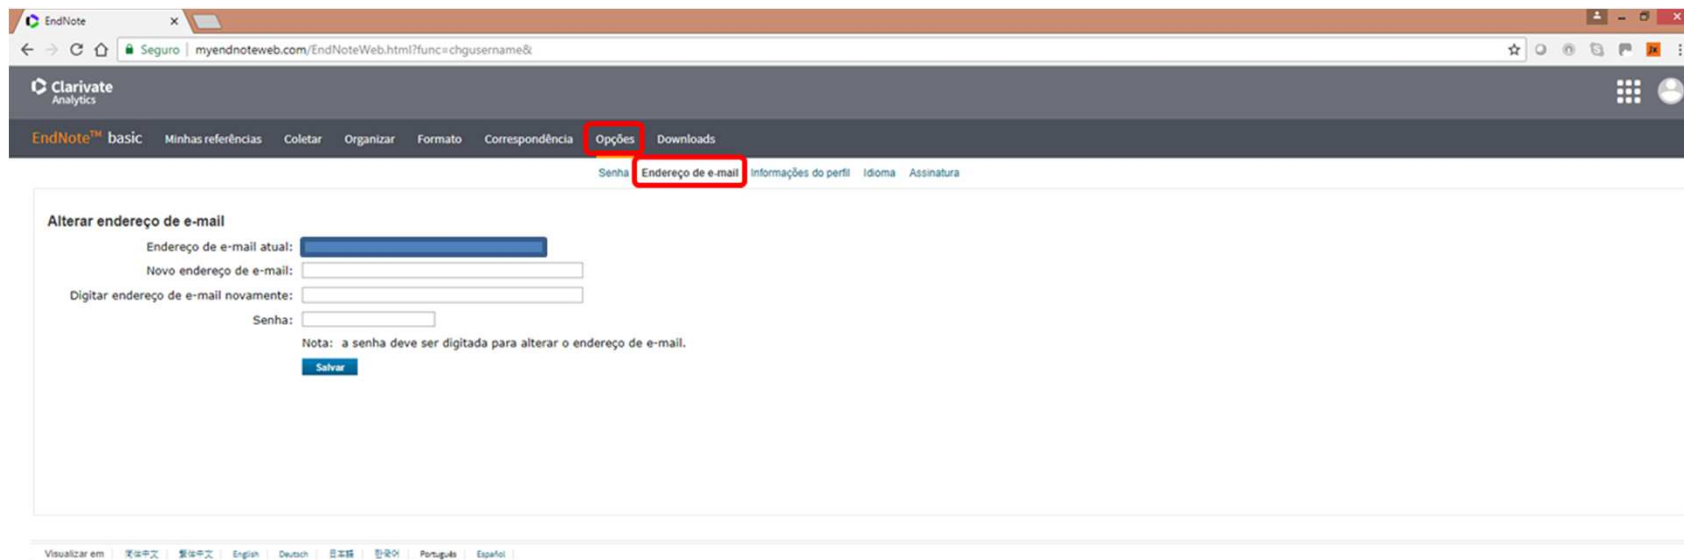 EndNote
Seguro | myendnoteweb.com/EndNoteWeb.html?func=chgusername&
Clarivate
Analytics
EndNote™ basic Minhas referências Coletar Organizar Formato Correspondência Opções Downloads
Senha Endereço de e-mail Informações do perfil Idioma Assinatura
Alterar endereço de e-mail
Endereço de e-mail atual:
Novo endereço de e-mail:
Digitar endereço de e-mail novamente:
Senha:
Nota: a senha deve ser digitada para alterar o endereço de e-mail.
Salvar
Visualizar em 简体中文 繁体中文 English Deutsch 日本語 한국어 Português Español